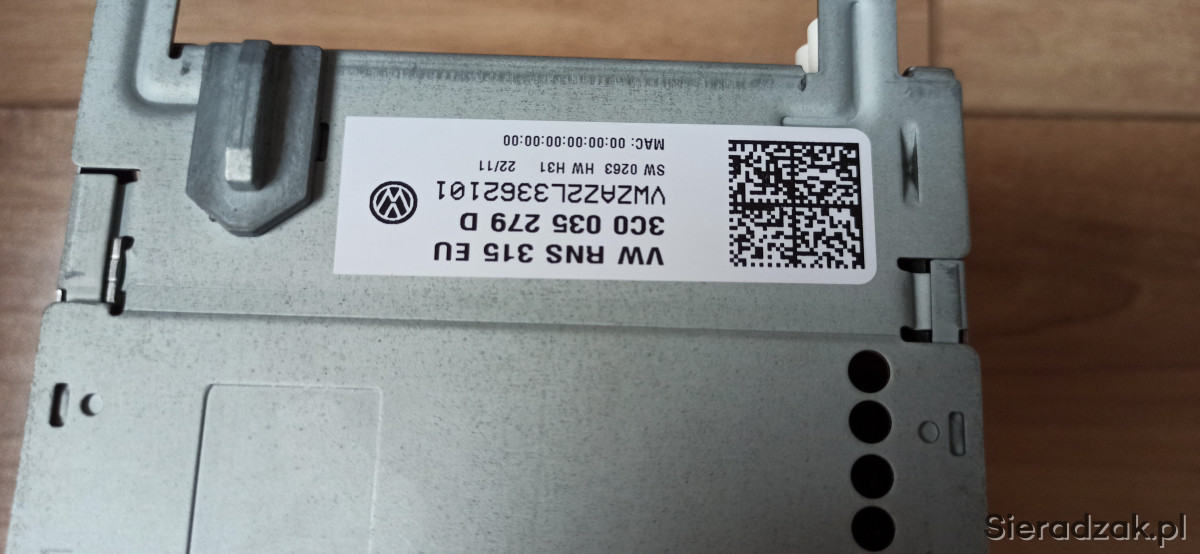 VW RNS 315 EU
3C0 035 279 D
VWZAZ2L3362101
SW 0263 HW H31 22/11
MAC: 00:00:00:00:00:00
Sieradzak.pl